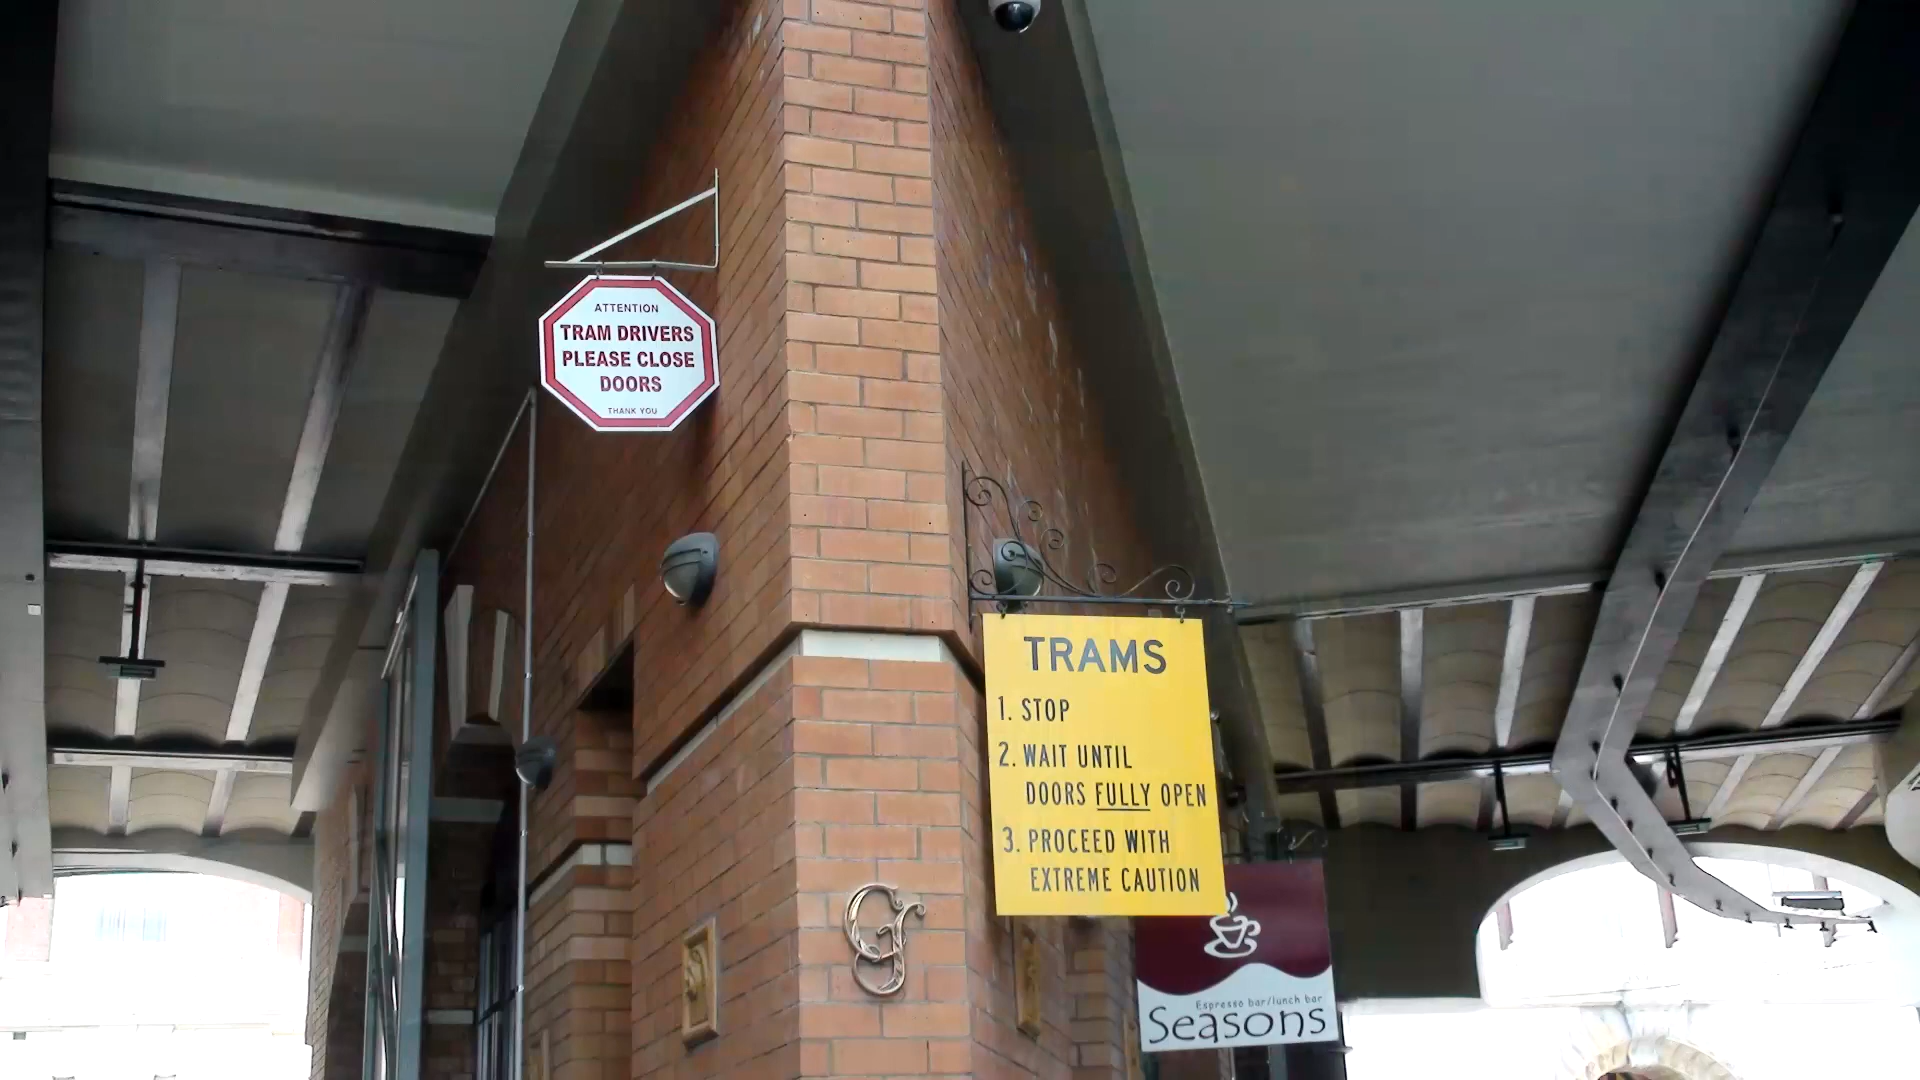 ATTENTION
TRAM DRIVERS
PLEASE CLOSE
DOORS
THANK YOU
TRAMS
1. STOP
2. WAIT UNTIL
DOORS FULLY OPEN
3. PROCEED WITH
EXTREME CAUTION
G
Espresso bar/lunch bar
Seasons